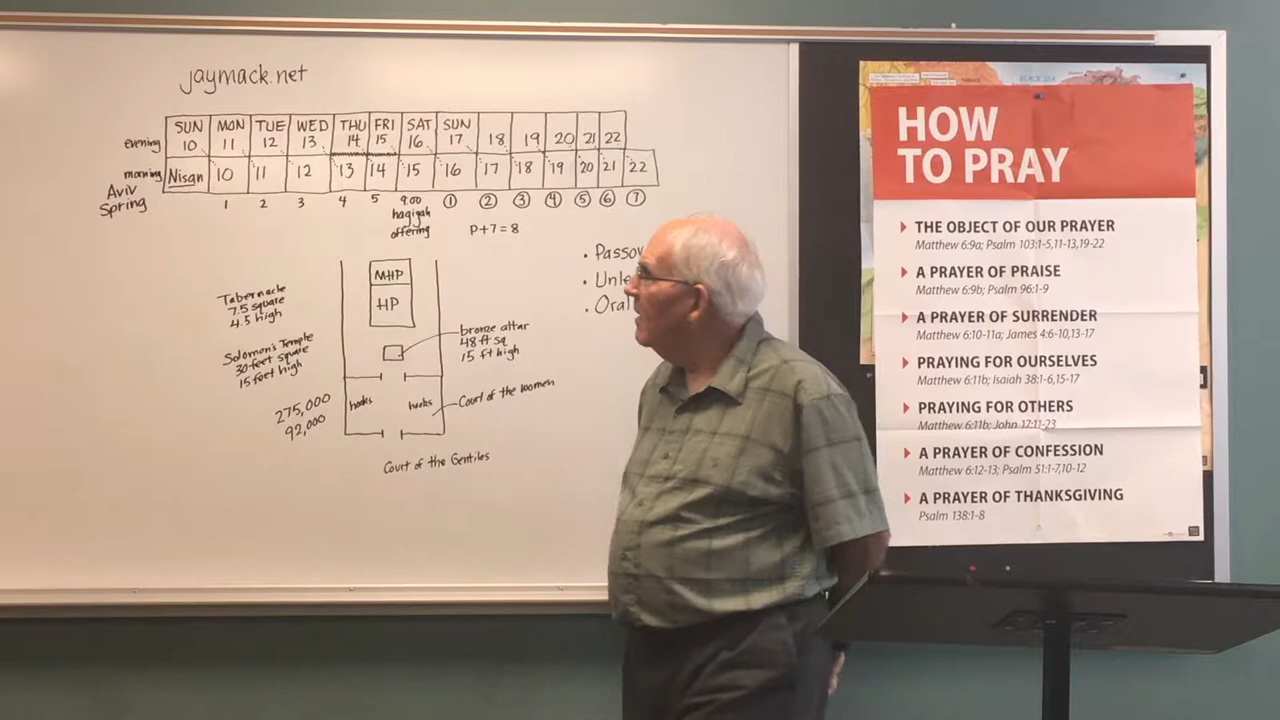 jaymack.net
SUN MON TUE WED THU FRI SAT SUN
evening 10 11 12 13 14 15 16 17 18 19 20 21 22
morning Nisan 10 11 12 13 14 15 16 17 18 19 20 21 22
Aviv
Spring
1 2 3 4 5 9:00 1 2 3 4 5 6 7
hagigah
offering
P+7=8
MHP
HP
Tabernacle
7.5 square
4.5 high
Solomon's Temple
30 feet square
15 feet high
275,000
92,000
bronze altar
48 ft sq
15 ft high
hooks hooks
Court of the women
Court of the Gentiles
• Passov
• Unle
• Oral
BLACK SEA
HOW
TO PRAY
THE OBJECT OF OUR PRAYER
Matthew 6:9a; Psalm 103:1-5,11-13,19-22
A PRAYER OF PRAISE
Matthew 6:9b; Psalm 96:1-9
A PRAYER OF SURRENDER
Matthew 6:10-11a; James 4:6-10,13-17
PRAYING FOR OURSELVES
Matthew 6:11b; Isaiah 38:1-6,15-17
PRAYING FOR OTHERS
Matthew 6:11b; John 17:11-23
A PRAYER OF CONFESSION
Matthew 6:12-13; Psalm 51:1-7,10-12
A PRAYER OF THANKSGIVING
Psalm 138:1-8